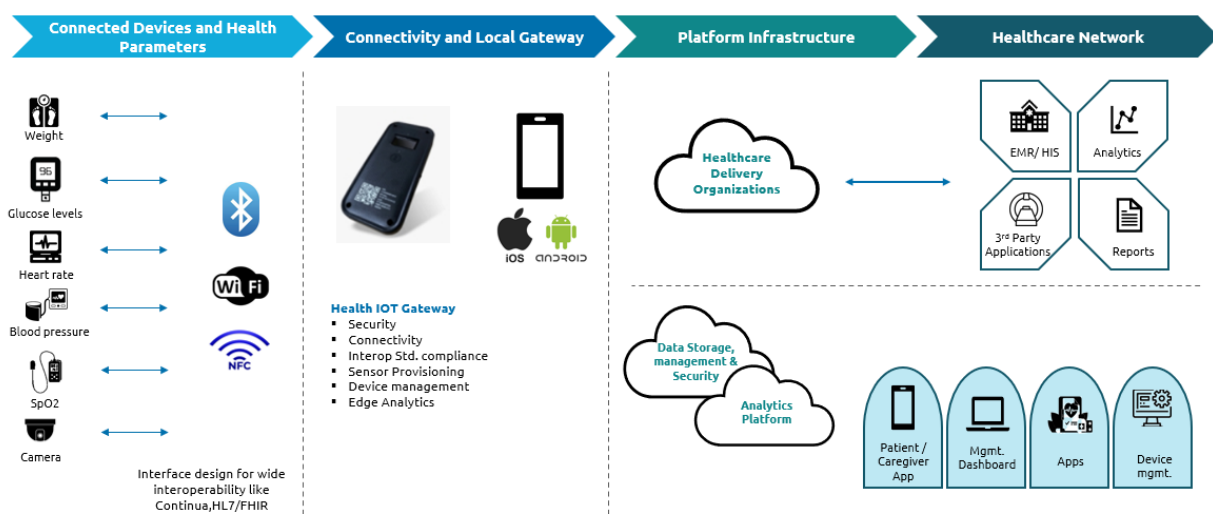 Connected Devices and Health
Parameters
Connectivity and Local Gateway
Platform Infrastructure
Healthcare Network
Weight
96
Glucose levels
Heart rate
Blood pressure
SpO2
Camera
Wi Fi
NFC
Interface design for wide
interoperability like
Continua,HL7/FHIR
iOS
ANDROID
Health IOT Gateway
▪ Security
▪ Connectivity
▪ Interop Std. compliance
▪ Sensor Provisioning
▪ Device management
▪ Edge Analytics
Healthcare
Delivery
Organizations
EMR/ HIS
Analytics
3rd Party
Applications
Reports
Data Storage,
management &
Security
Analytics
Platform
Patient /
Caregiver
App
Mgmt.
Dashboard
Apps
Device
mgmt.